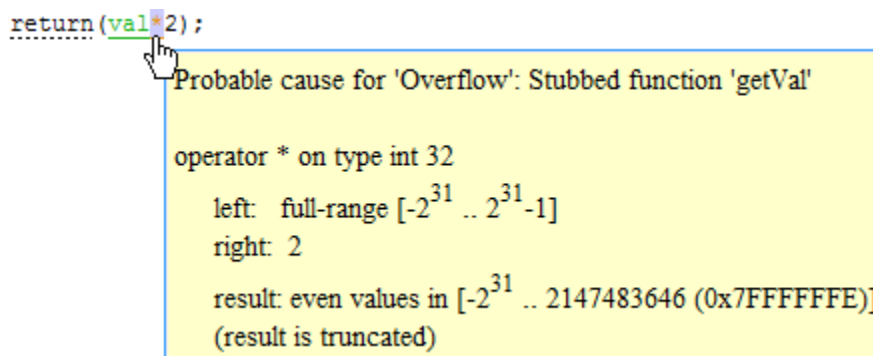 return(val*2);
Probable cause for 'Overflow': Stubbed function 'getVal'
operator * on type int 32
left: full-range [-2^31 .. 2^31-1]
right: 2
result: even values in [-2^31 .. 2147483646 (0x7FFFFFFE)]
(result is truncated)